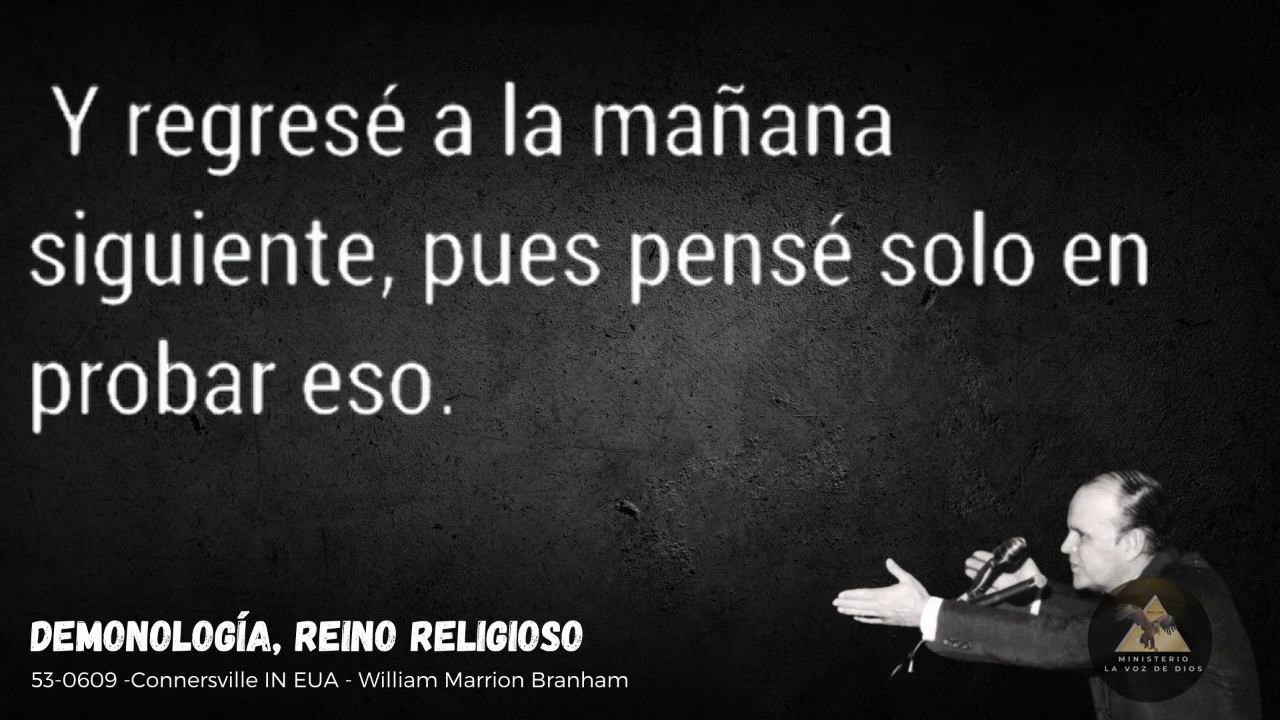 Y regresé a la mañana
siguiente, pues pensé solo en
probar eso.
DEMONOLOGÍA, REINO RELIGIOSO
53-0609 -Connersville IN EUA - William Marrion Branham
MINISTERIO
LA VOZ DE DIOS